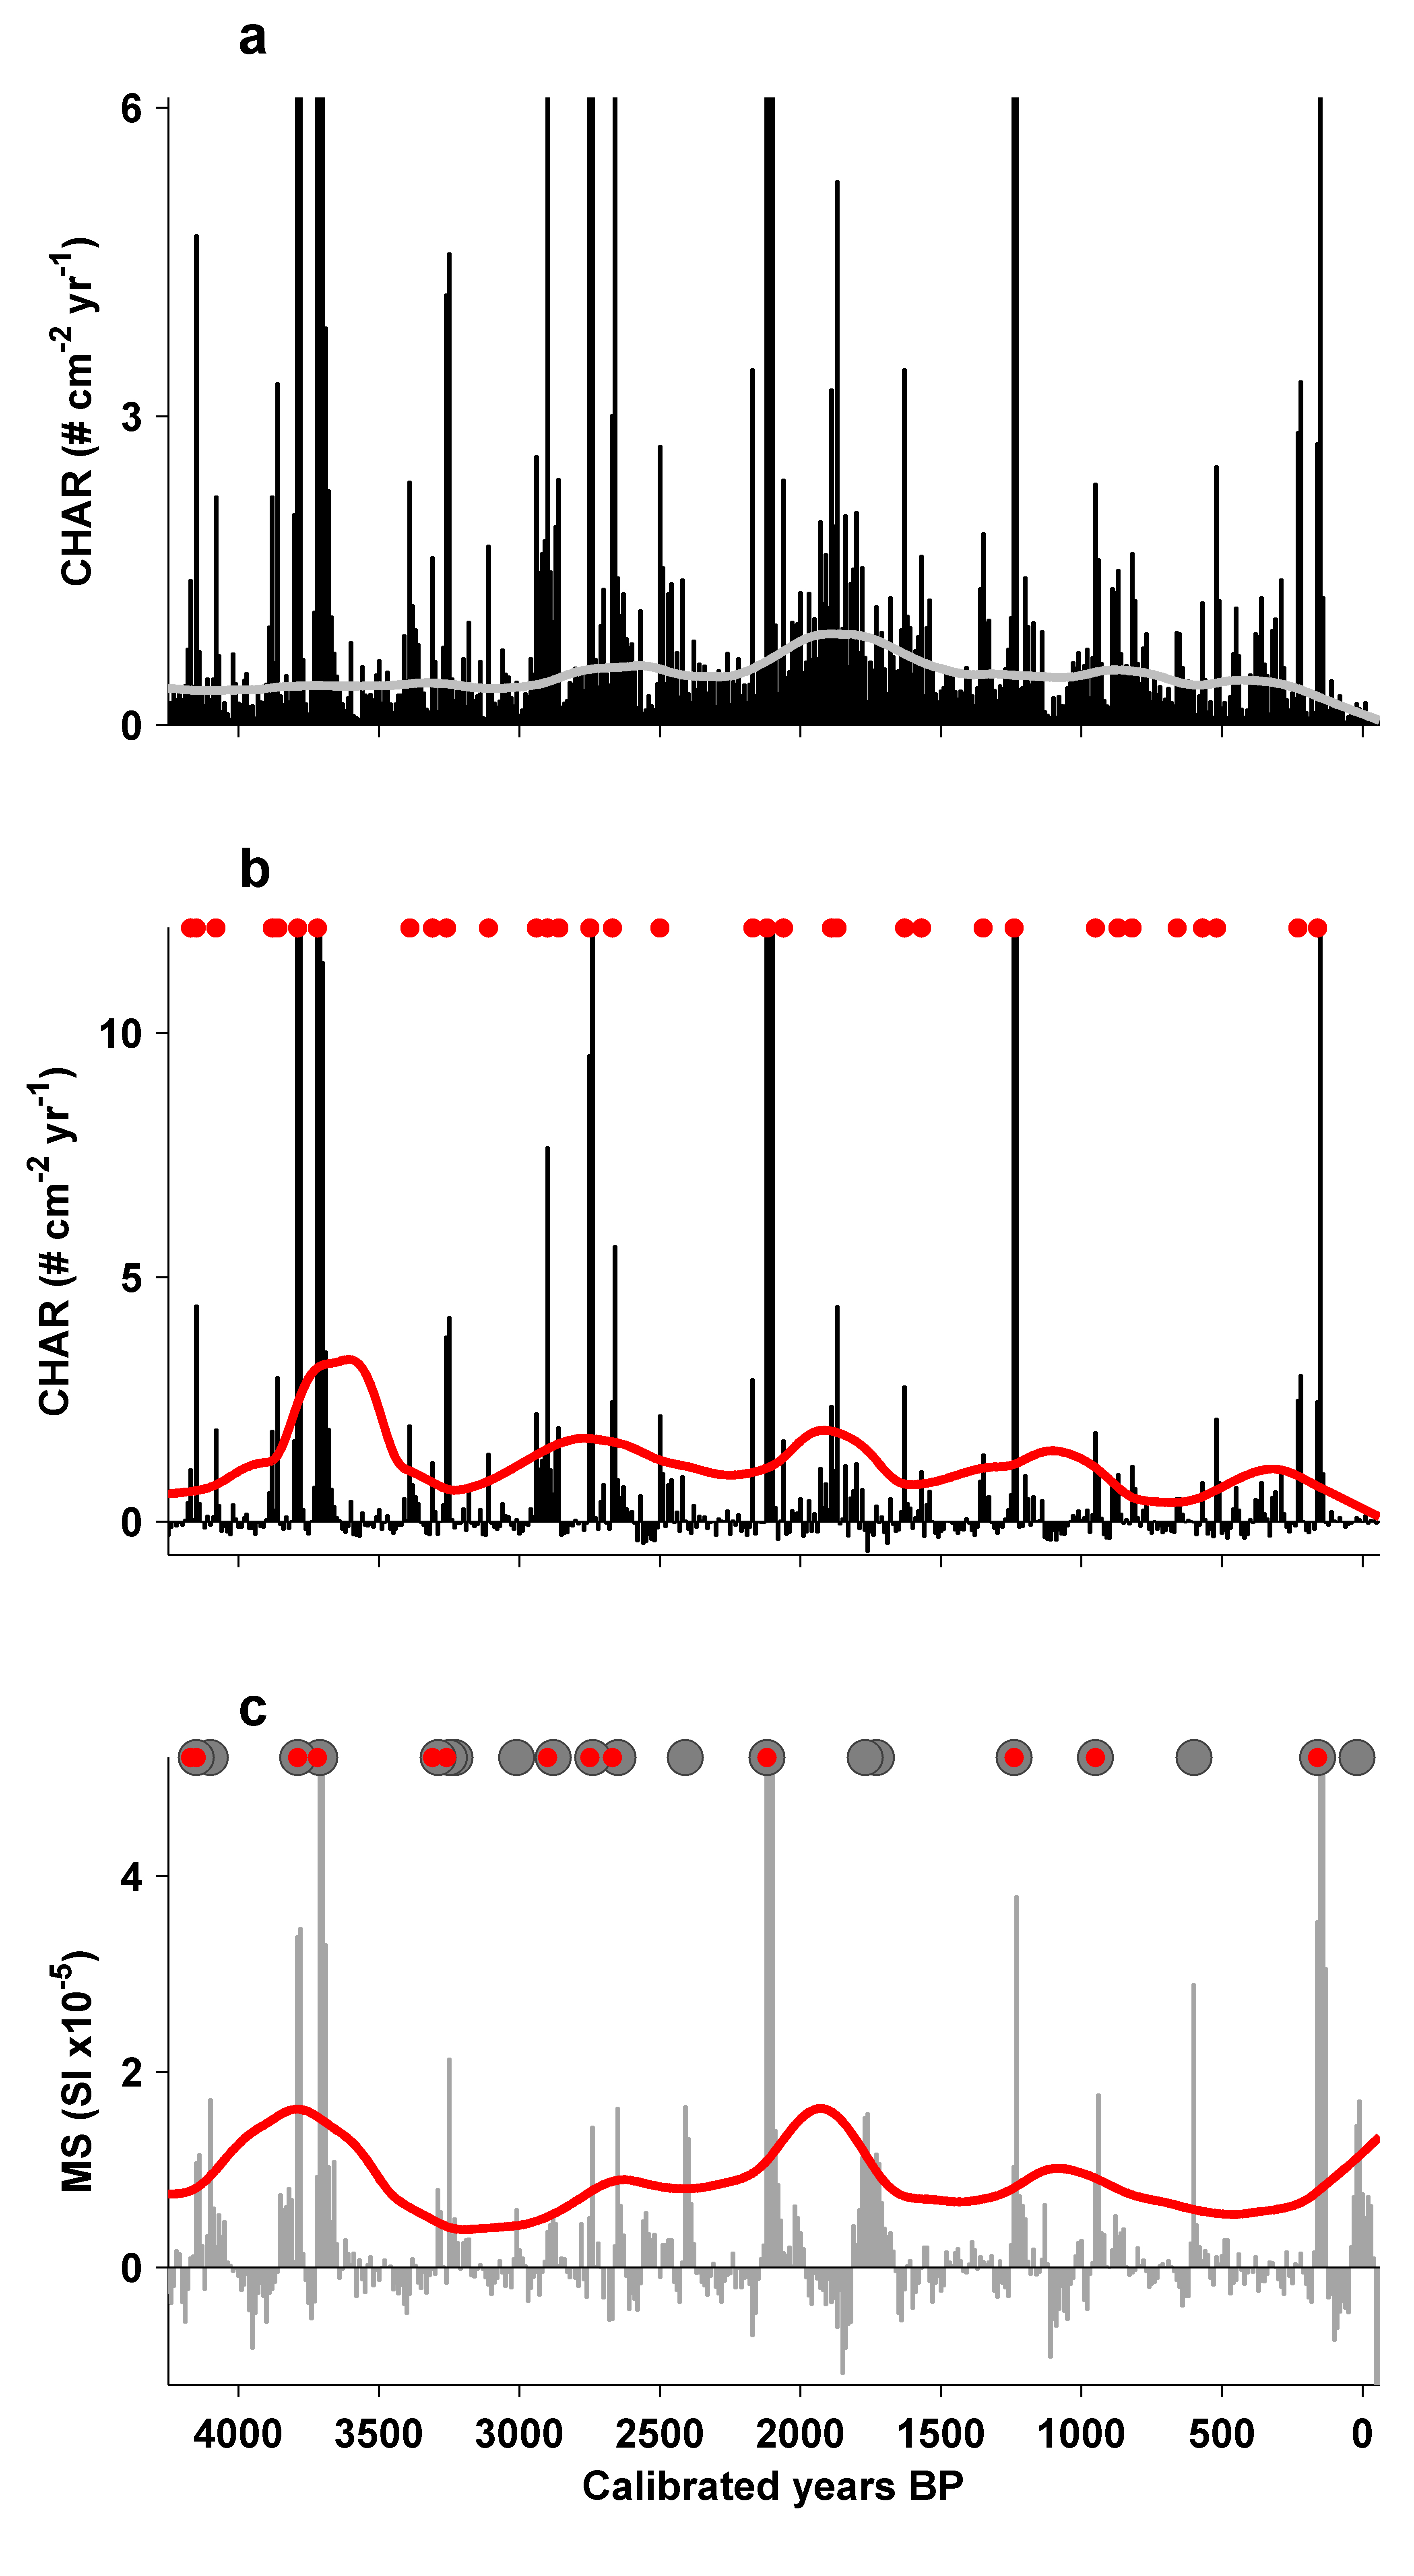 a
6
3
0
CHAR (# cm-2 yr-1)
b
10
5
0
CHAR (# cm-2 yr-1)
c
4
2
0
MS (SI x10-5)
4000 3500 3000 2500 2000 1500 1000 500 0
Calibrated years BP